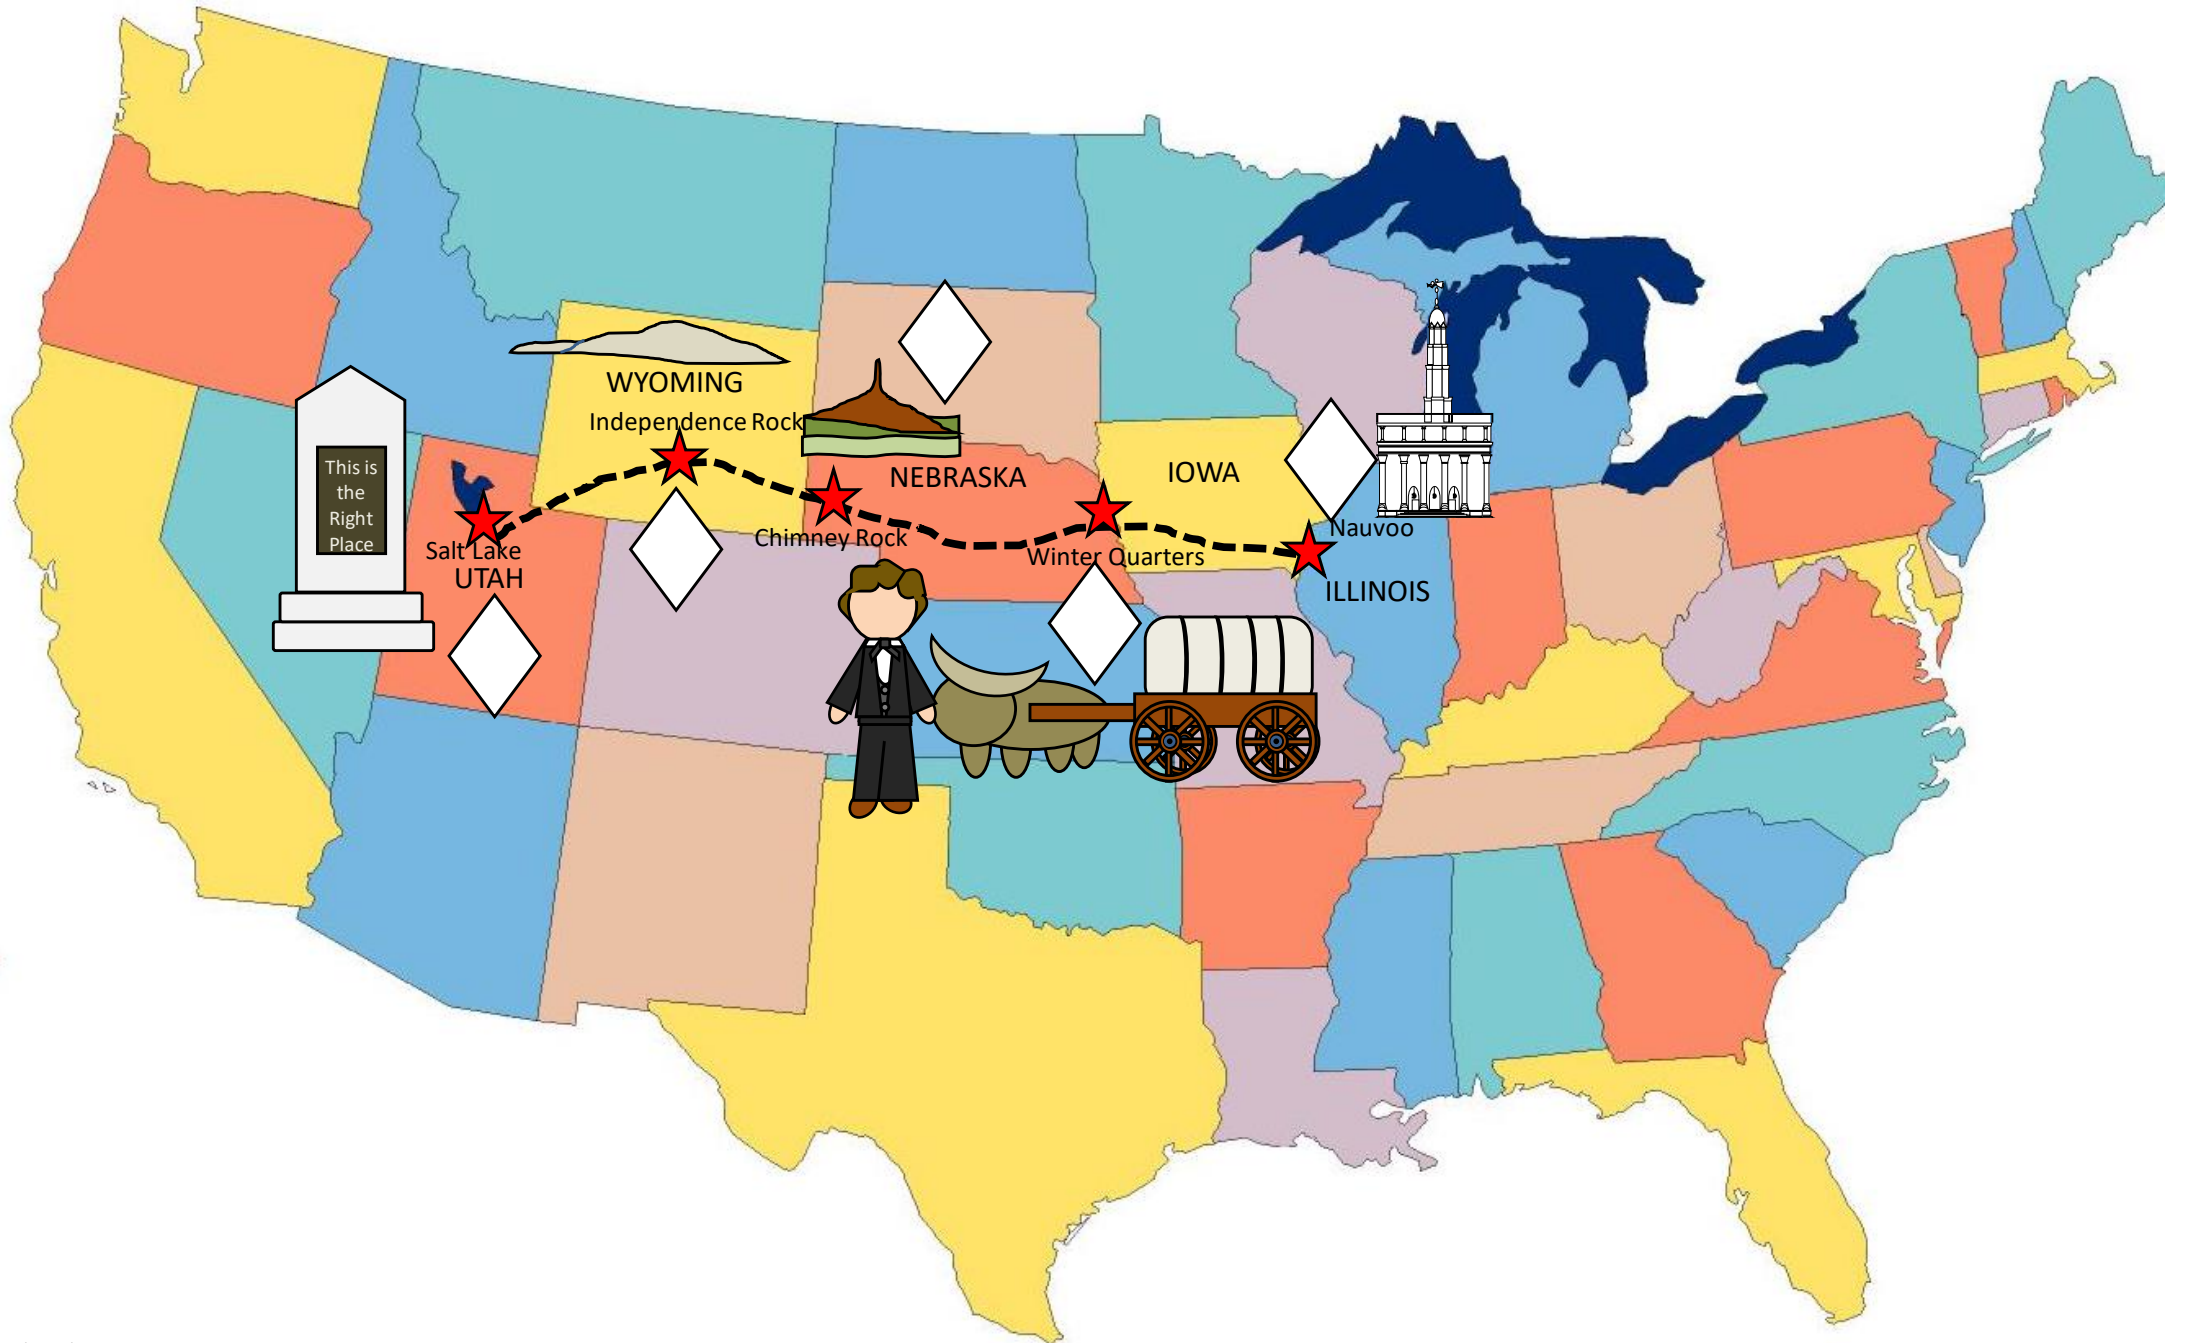 WYOMING
Independence Rock
NEBRASKA
IOWA
This is
the
Right
Place
Salt Lake
UTAH
Chimney Rock
Winter Quarters
Nauvoo
ILLINOIS